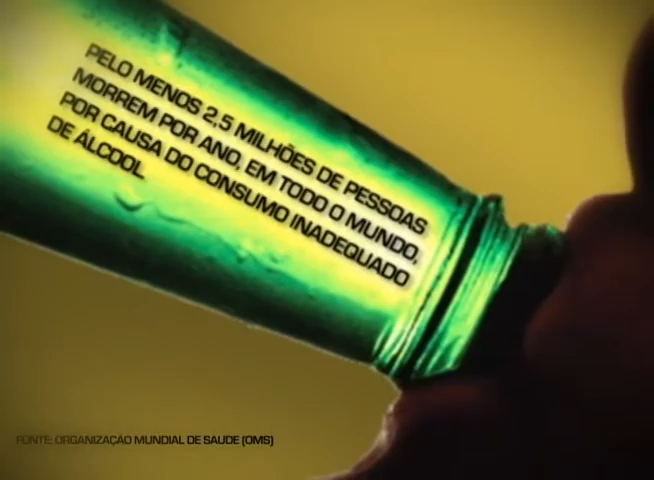 PELO MENOS 2,5 MILHÕES DE PESSOAS
MORREM POR ANO, EM TODO O MUNDO,
POR CAUSA DO CONSUMO INADEQUADO
DE ÁLCOOL
FONTE: ORGANIZAÇÃO MUNDIAL DE SAUDE (OMS)